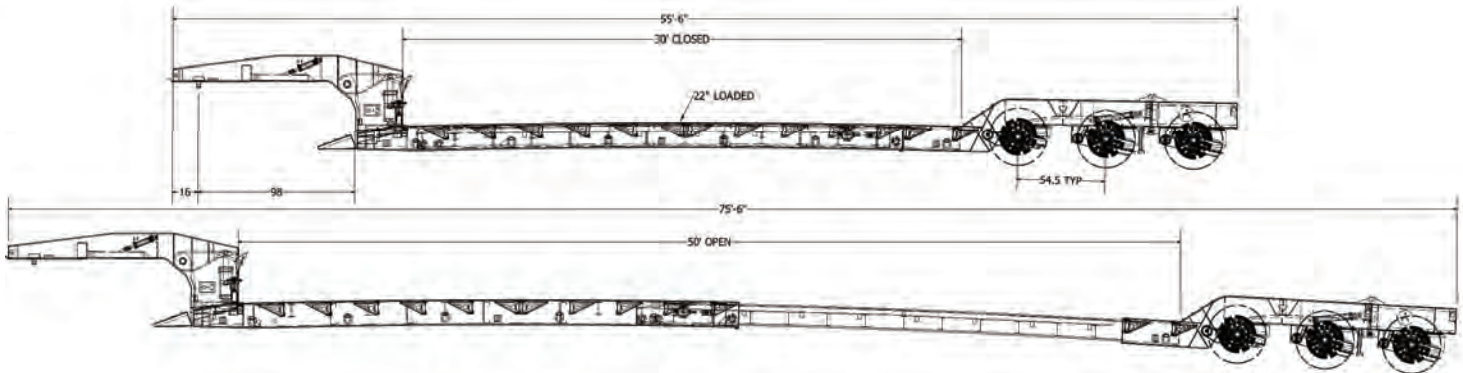 55'-6"
30' CLOSED
22" LOADED
16
98
54.5 TYP
75'-6"
50' OPEN